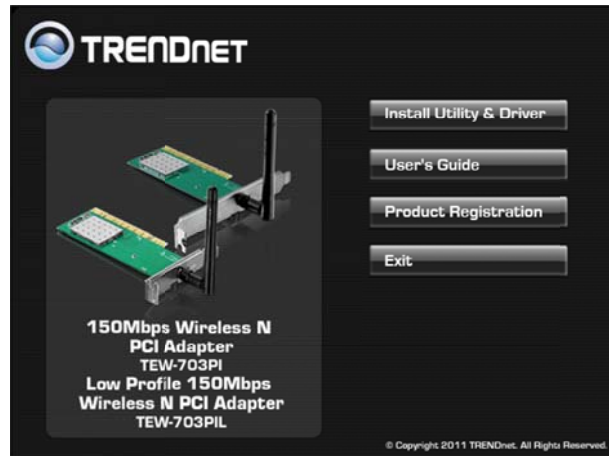 TRENDNET
Install Utility & Driver
User's Guide
Product Registration
Exit
150Mbps Wireless N
PCI Adapter
TEW-703PI
Low Profile 150Mbps
Wireless N PCI Adapter
TEW-703PIL
© Copyright 2011 TRENDnet. All Rights Reserved.